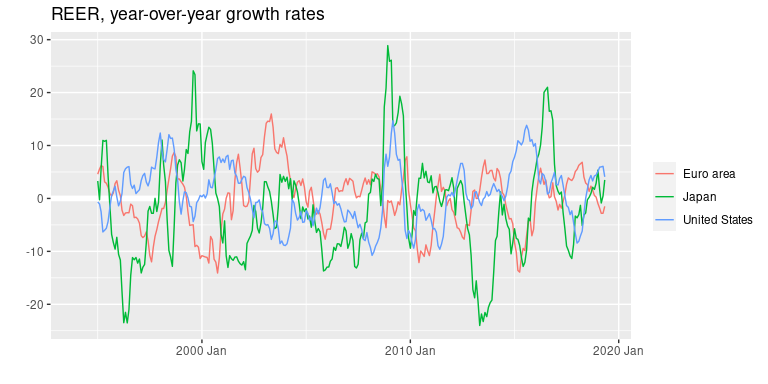 REER, year-over-year growth rates
30
20
10
0
-10
-20
2000 Jan
2010 Jan
2020 Jan
Euro area
Japan
United States